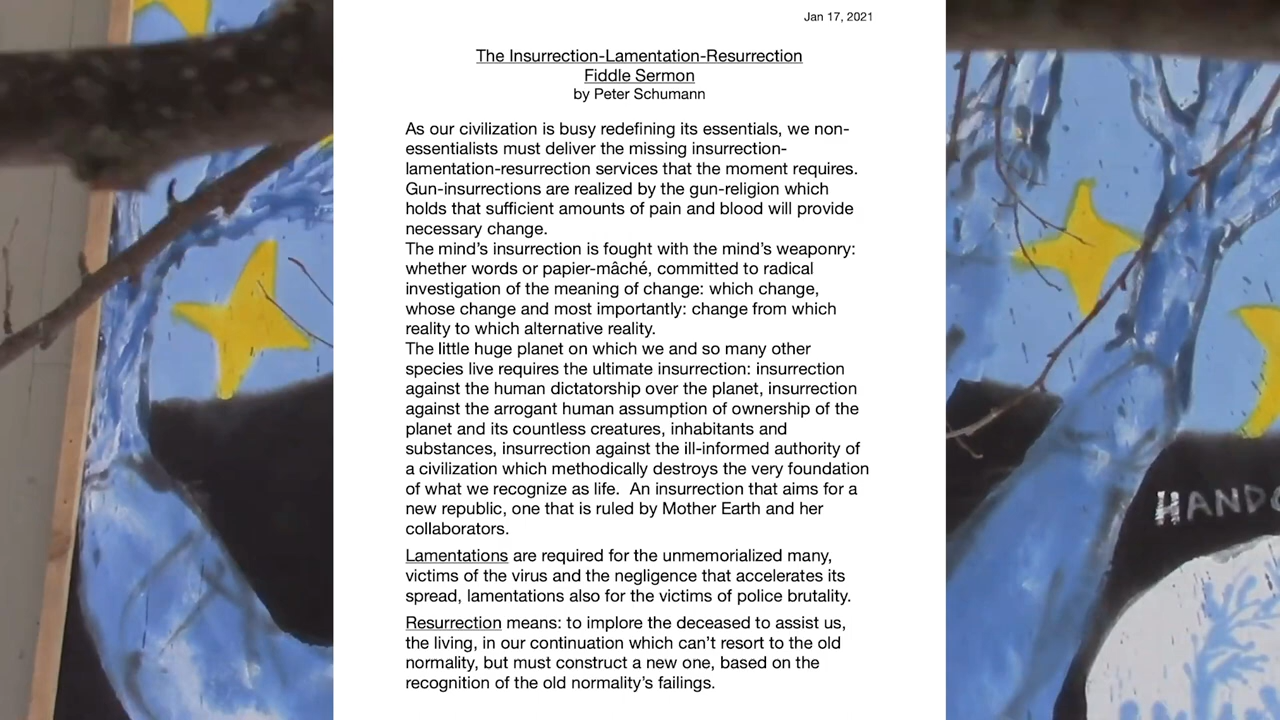 Jan 17, 2021
The Insurrection-Lamentation-Resurrection
Fiddle Sermon
by Peter Schumann
As our civilization is busy redefining its essentials, we non-
essentialists must deliver the missing insurrection-
lamentation-resurrection services that the moment requires.
Gun-insurrections are realized by the gun-religion which
holds that sufficient amounts of pain and blood will provide
necessary change.
The mind’s insurrection is fought with the mind’s weaponry:
whether words or papier-mâché, committed to radical
investigation of the meaning of change: which change,
whose change and most importantly: change from which
reality to which alternative reality.
The little huge planet on which we and so many other
species live requires the ultimate insurrection: insurrection
against the human dictatorship over the planet, insurrection
against the arrogant human assumption of ownership of the
planet and its countless creatures, inhabitants and
substances, insurrection against the ill-informed authority of
a civilization which methodically destroys the very foundation
of what we recognize as life.  An insurrection that aims for a
new republic, one that is ruled by Mother Earth and her
collaborators.
Lamentations are required for the unmemorialized many,
victims of the virus and the negligence that accelerates its
spread, lamentations also for the victims of police brutality.
Resurrection means: to implore the deceased to assist us,
the living, in our continuation which can’t resort to the old
normality, but must construct a new one, based on the
recognition of the old normality’s failings.